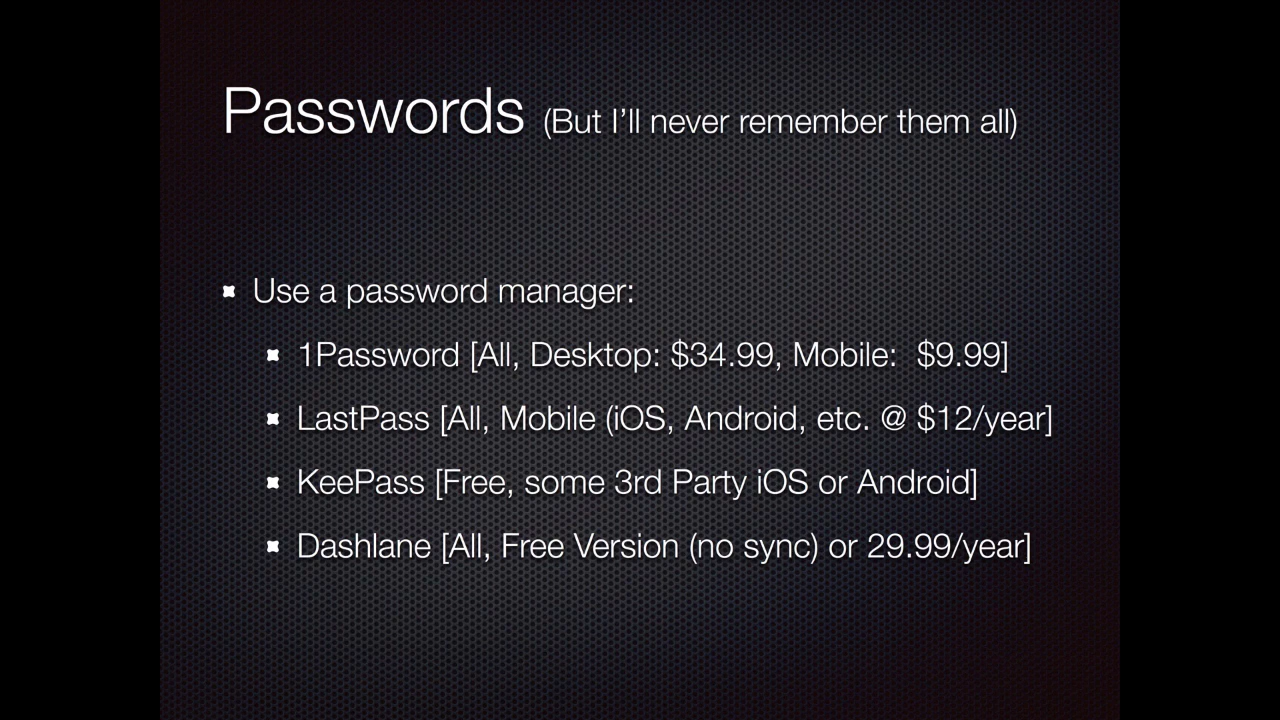 Passwords (But I'll never remember them all)
Use a password manager:
1Password [All, Desktop: $34.99, Mobile:  $9.99]
LastPass [All, Mobile (iOS, Android, etc. @ $12/year]
KeePass [Free, some 3rd Party iOS or Android]
Dashlane [All, Free Version (no sync) or 29.99/year]